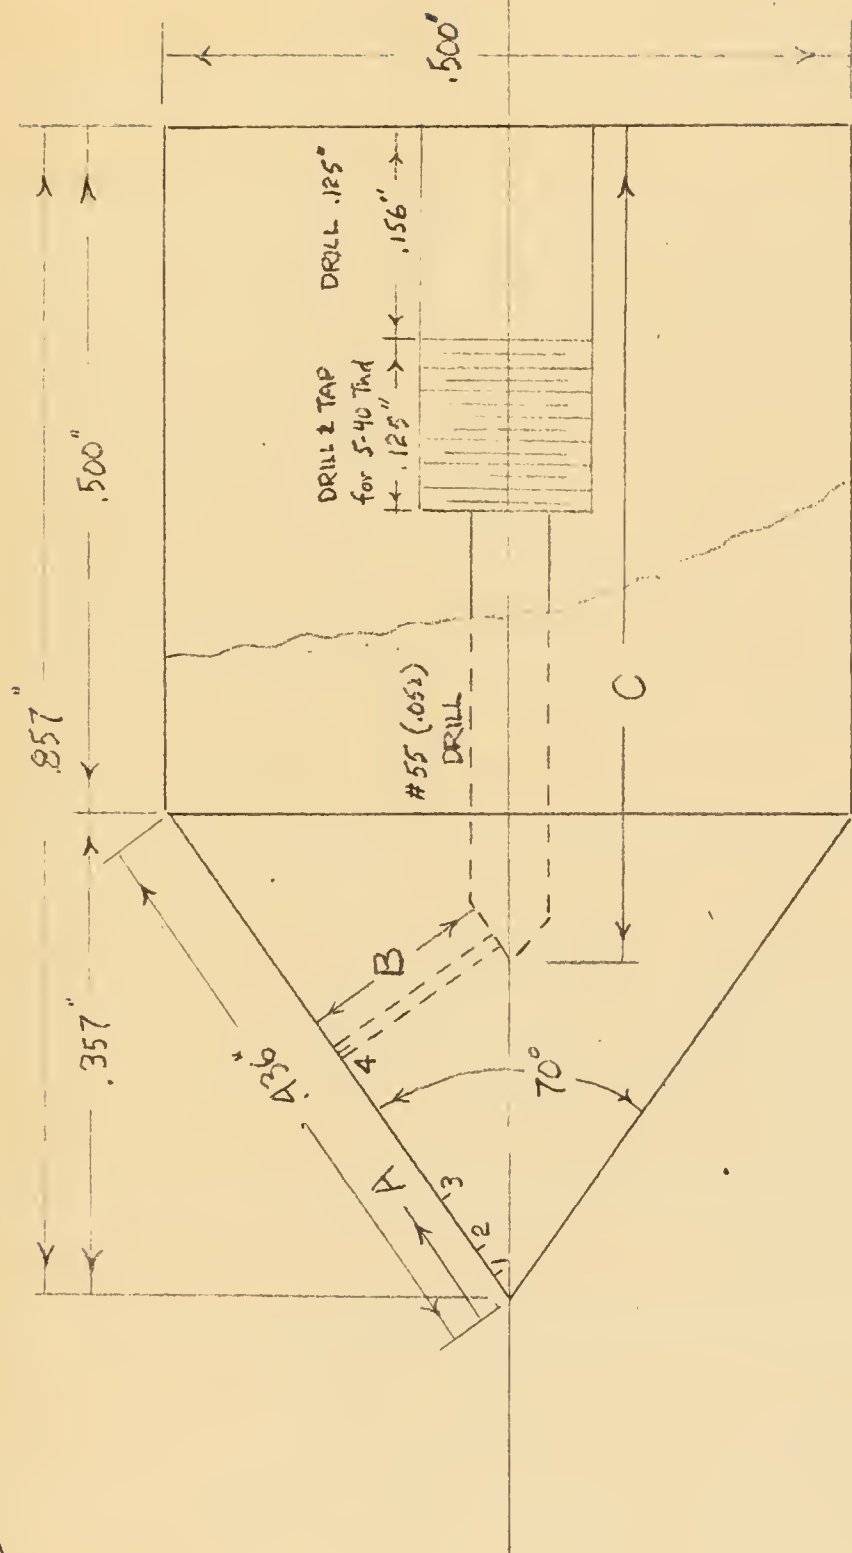 .500"
.857"
.500"
.357"
DRILL .125"
.156"
DRILL & TAP
for 5-40 Thd
.125"
#55 (.052)
DRILL
C
B
.436"
A
4
3
2
1
70°